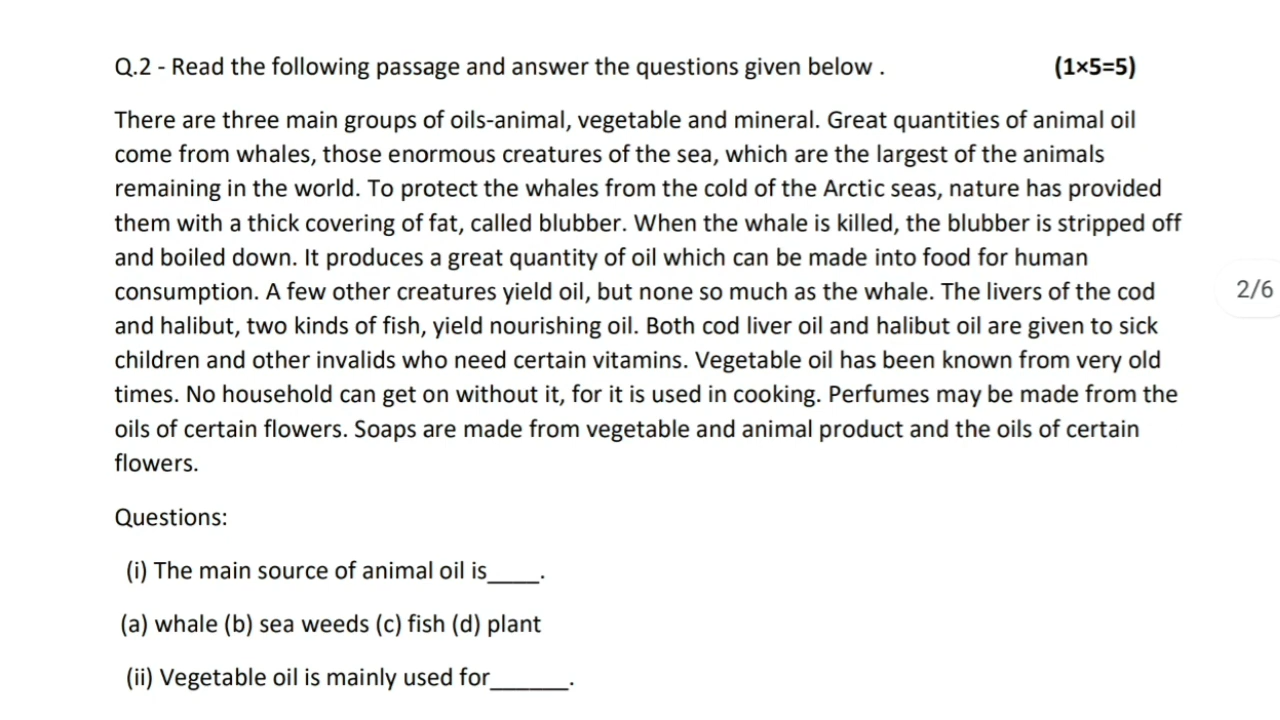 Q.2 - Read the following passage and answer the questions given below . (1×5=5)
There are three main groups of oils-animal, vegetable and mineral. Great quantities of animal oil
come from whales, those enormous creatures of the sea, which are the largest of the animals
remaining in the world. To protect the whales from the cold of the Arctic seas, nature has provided
them with a thick covering of fat, called blubber. When the whale is killed, the blubber is stripped off
and boiled down. It produces a great quantity of oil which can be made into food for human
consumption. A few other creatures yield oil, but none so much as the whale. The livers of the cod
and halibut, two kinds of fish, yield nourishing oil. Both cod liver oil and halibut oil are given to sick
children and other invalids who need certain vitamins. Vegetable oil has been known from very old
times. No household can get on without it, for it is used in cooking. Perfumes may be made from the
oils of certain flowers. Soaps are made from vegetable and animal product and the oils of certain
flowers.
2/6
Questions:
(i) The main source of animal oil is____.
(a) whale (b) sea weeds (c) fish (d) plant
(ii) Vegetable oil is mainly used for______.